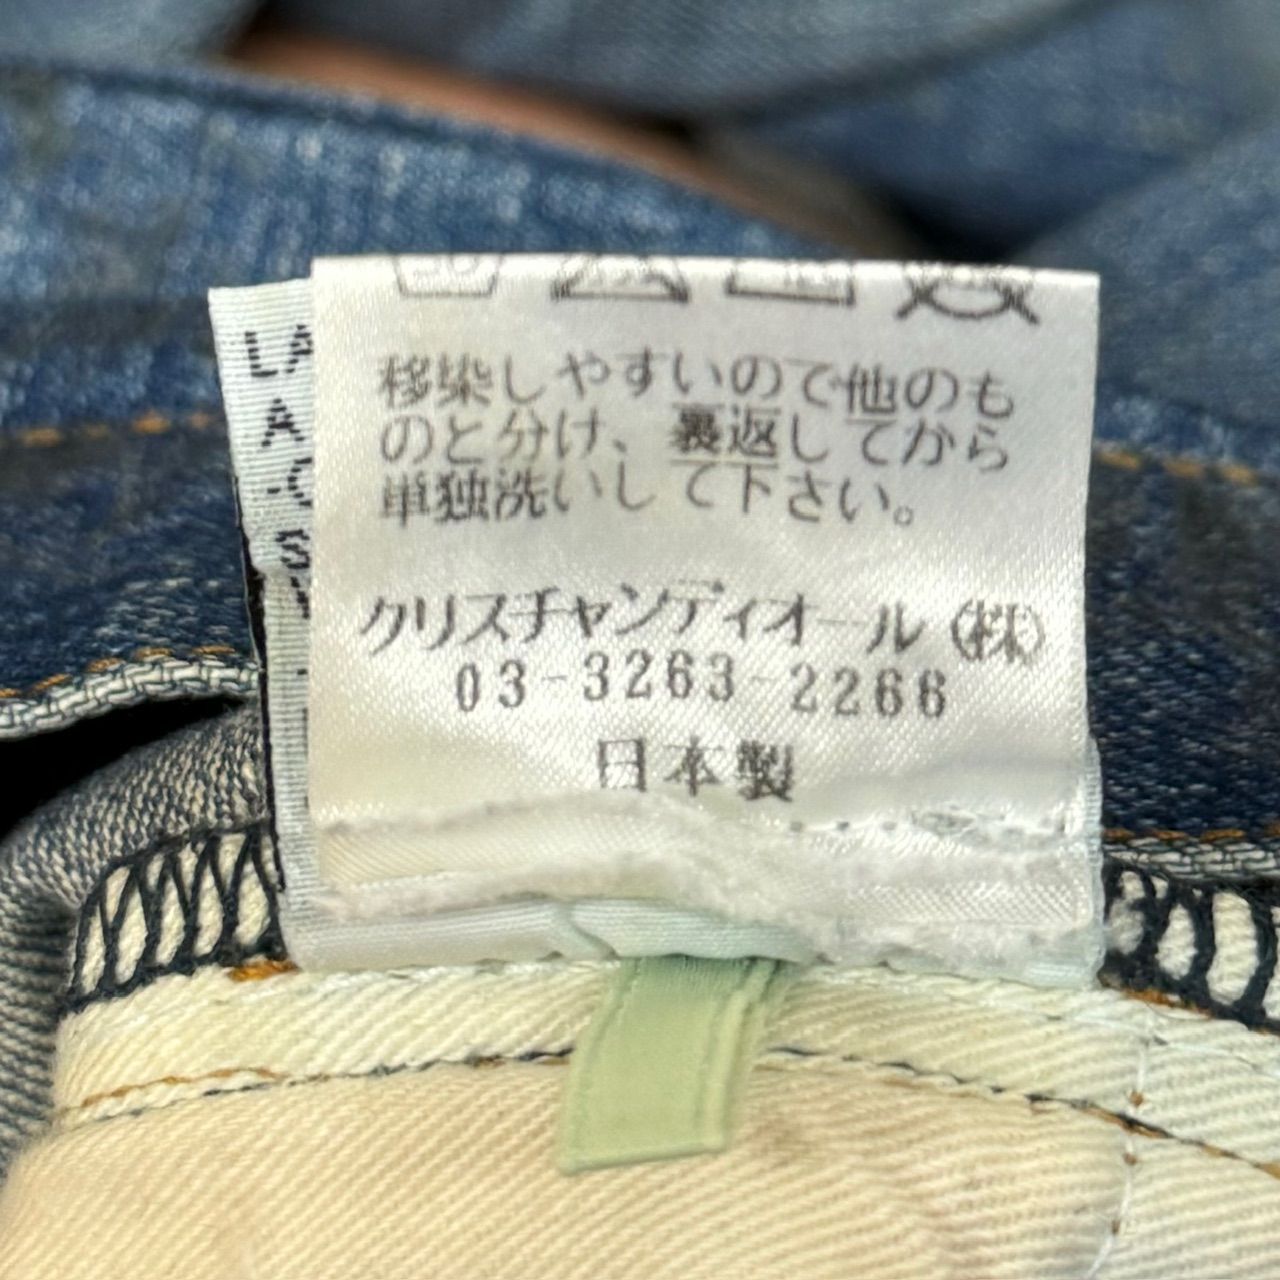 移染しやすいので他のも
のと分け、裏返してから
単独洗いして下さい。
クリスチャンディオール(株)
03-3263-2266
日本製